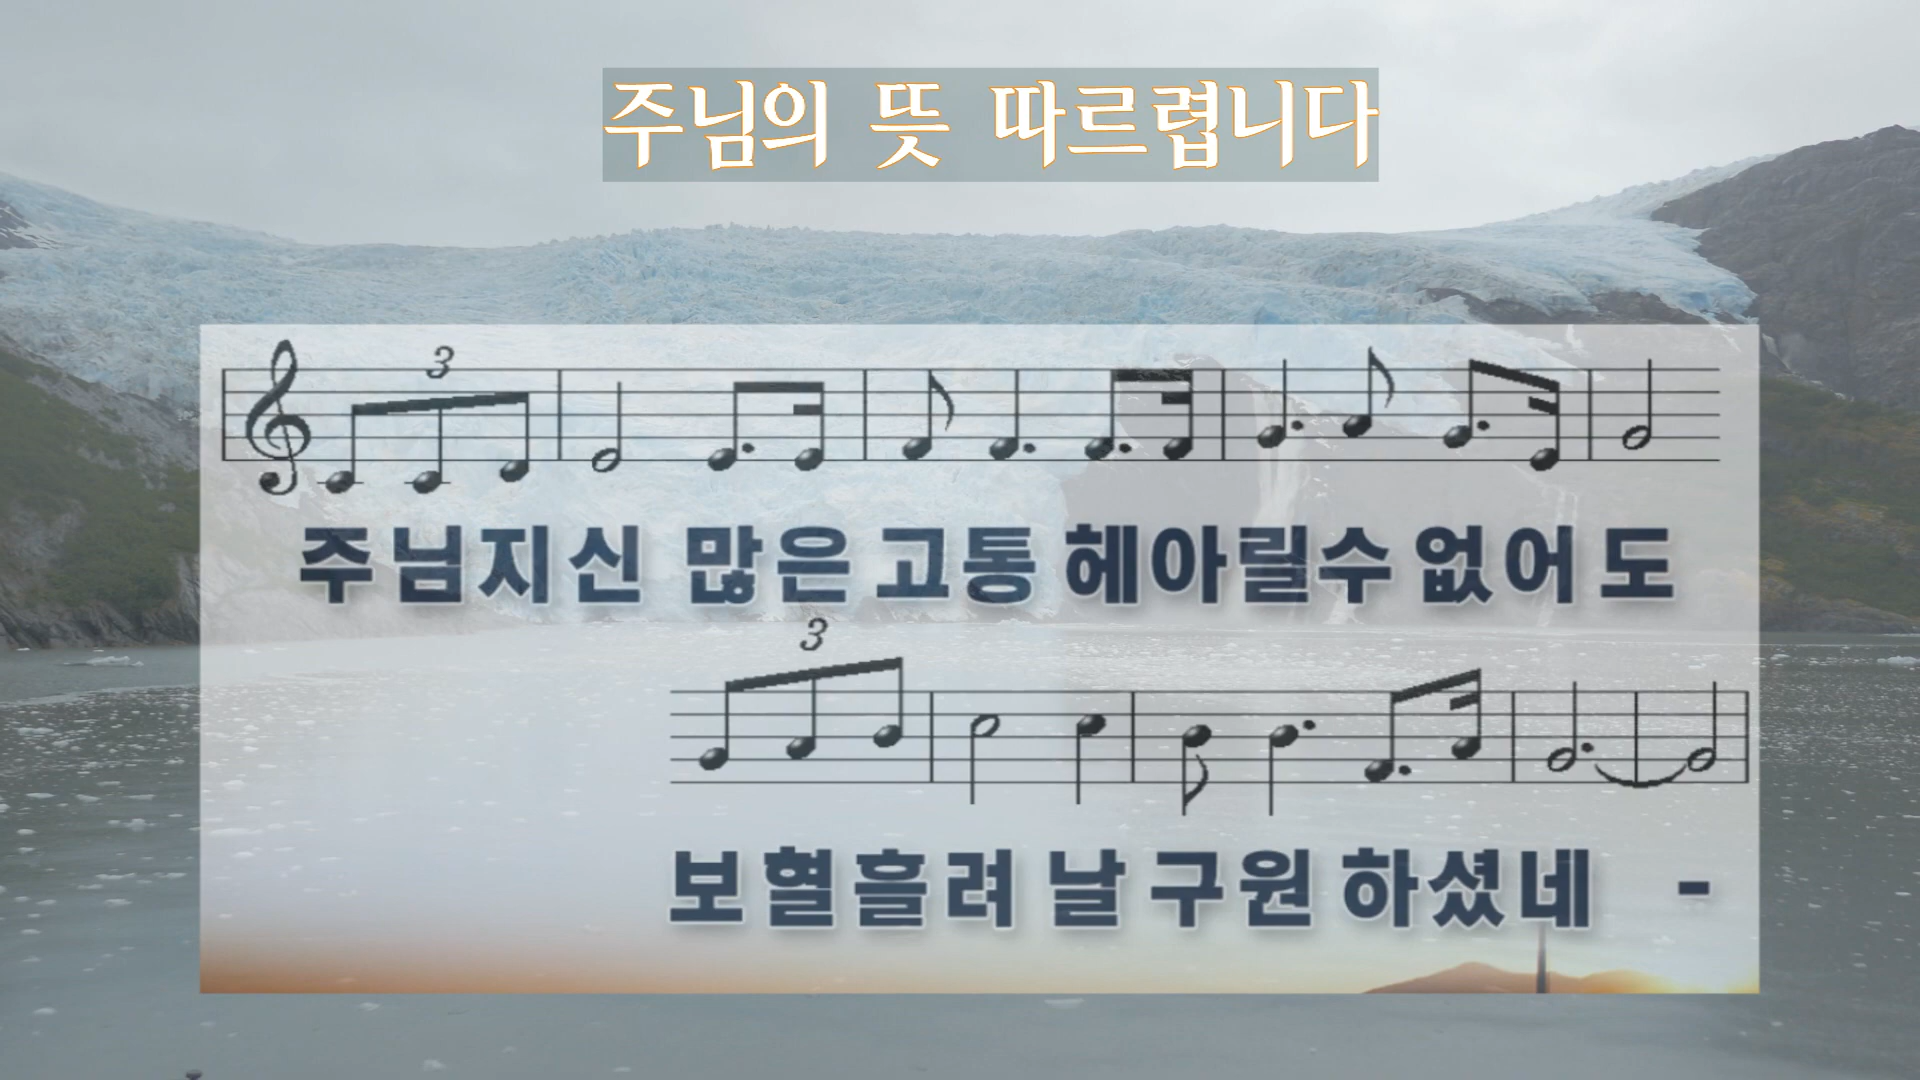 주님의 뜻 따르렵니다
3
주님지신 많은고통 헤아릴수없어도
3
보혈흘려 날구원 하셨네 -